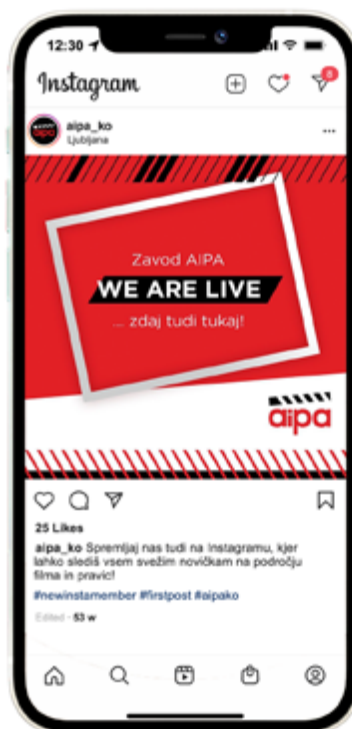 12:30
Instagram
8
aipa_ko
Ljubljana
aipa
Zavod AIPA
WE ARE LIVE
... zdaj tudi tukaj!
aipa
25 Likes
aipa_ko Spremljaj nas tudi na Instagramu, kjer
lahko slediš vsem svežim novičkam na področju
filma in pravic!
#newinstamember #firstpost #aipako
Edited · 53 w